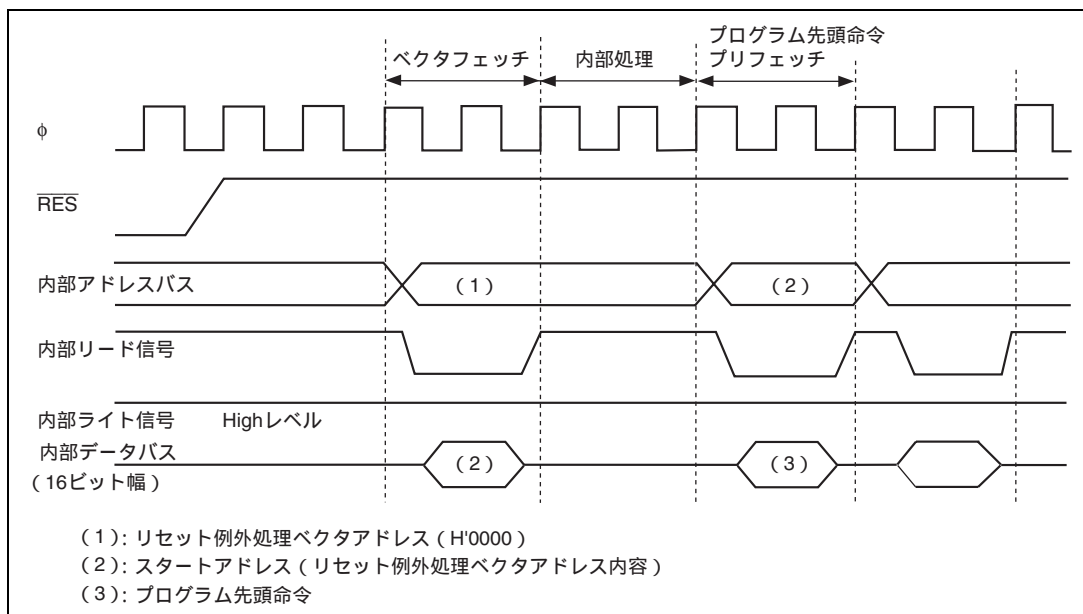 プログラム先頭命令
ベクタフェッチ 内部処理 プリフェッチ
φ
RES
内部アドレスバス (1) (2)
内部リード信号
内部ライト信号 Highレベル
内部データバス (2) (3)
(16ビット幅)
(1): リセット例外処理ベクタアドレス(H'0000)
(2): スタートアドレス(リセット例外処理ベクタアドレス内容)
(3): プログラム先頭命令